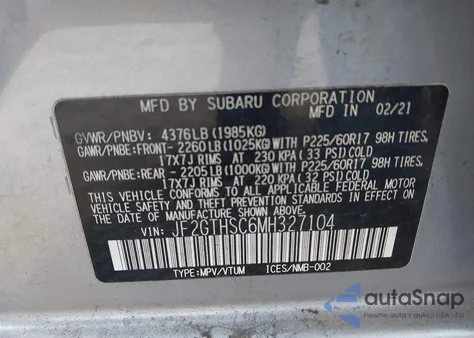 MFD BY SUBARU CORPORATION 02/21
GVWR/PNBV: 4376LB(1985KG)
GAWR/PNBE:FRONT- 2260LB(1025KG) WITH P225/60R17 98H TIRES,
17X7J RIMS AT 230 KPA(33 PSI)COLD
GAWR/PNBE:REAR - 2205LB(1000KG)WITH P225/60R17 98H TIRES,
17X7J RIMS AT 220 KPA(32 PSI)COLD
THIS VEHICLE CONFORMS TO ALL APPLICABLE FEDERAL MOTOR
VEHICLE SAFETY AND THEFT PREVENTION STANDARDS IN EFFECT
ON THE DATE OF MANUFACTURE SHOWN ABOVE.
VIN: JF2GTHSC6MH327104
TYPE:MPV/VTUM ICES/NMB-002
autoSnap
Pewne auto z USA i EU